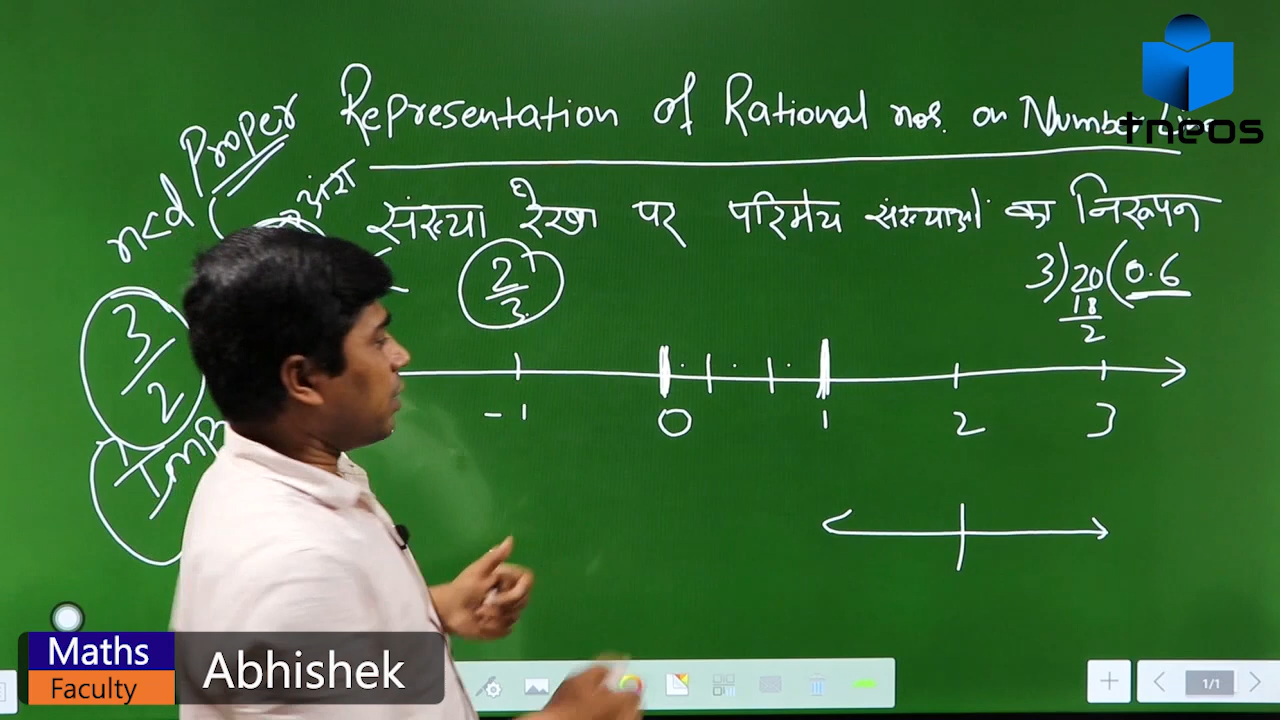 Representation of Rational nos. on Number Line
tneos
Proper
n<d
अंश
संख्या रेखा पर परिमेय संख्याओं का निरूपण
2/3
3)20(0.6
18
2
3/2
-1 0 1 2 3
Maths
Faculty
Abhishek
1/1